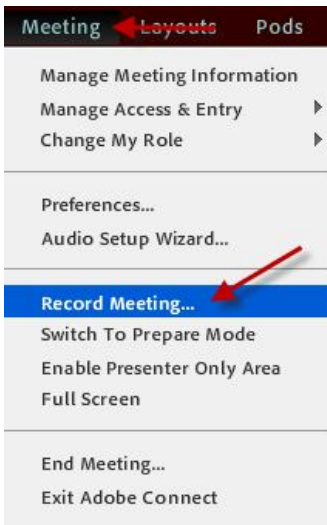 Meeting Layouts Pods
Manage Meeting Information
Manage Access & Entry
Change My Role
Preferences...
Audio Setup Wizard...
Record Meeting...
Switch To Prepare Mode
Enable Presenter Only Area
Full Screen
End Meeting...
Exit Adobe Connect